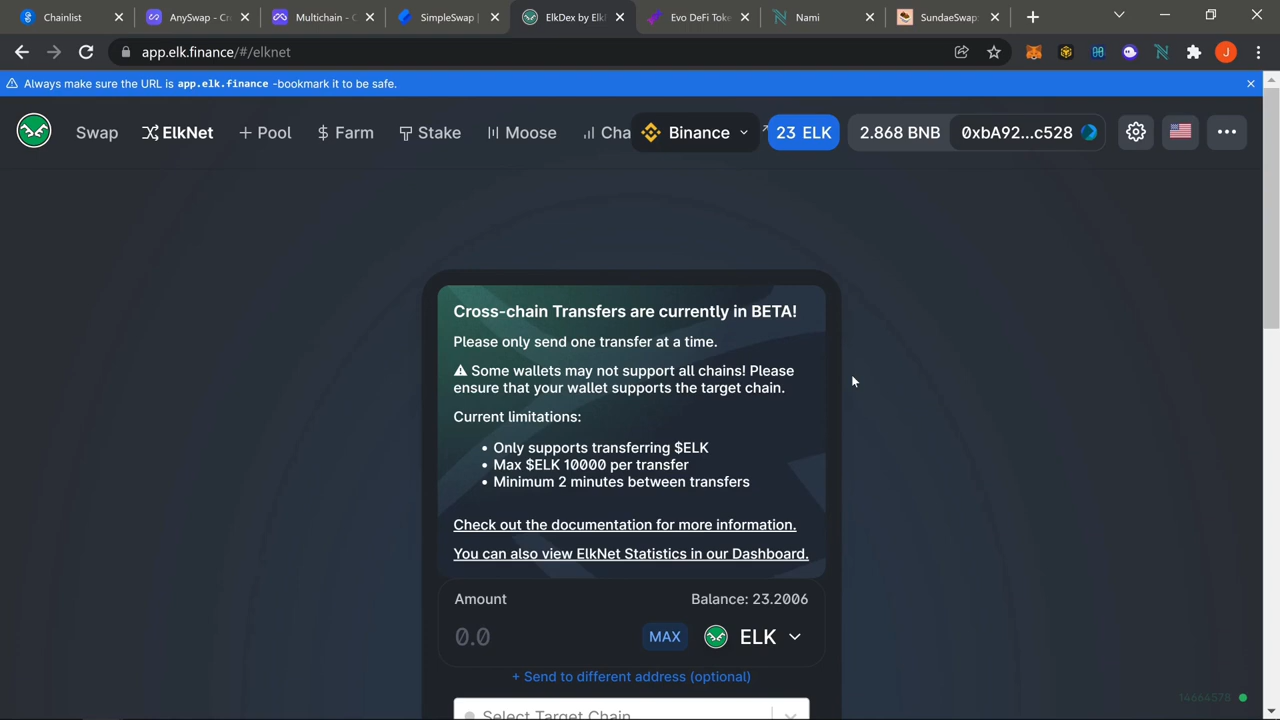 Chainlist
AnySwap - Cro
Multichain - C
SimpleSwap |
ElkDex by Elk
Evo DeFi Toke
Nami
SundaeSwap
app.elk.finance/#/elknet
J
Always make sure the URL is app.elk.finance -bookmark it to be safe.
Swap
ElkNet
+ Pool
$ Farm
Stake
Moose
Cha
Binance
23 ELK
2.868 BNB
0xbA92...c528
Cross-chain Transfers are currently in BETA!
Please only send one transfer at a time.
⚠ Some wallets may not support all chains! Please
ensure that your wallet supports the target chain.
Current limitations:
• Only supports transferring $ELK
• Max $ELK 10000 per transfer
• Minimum 2 minutes between transfers
Check out the documentation for more information.
You can also view ElkNet Statistics in our Dashboard.
Amount
Balance: 23.2006
0.0
MAX
ELK
+ Send to different address (optional)
Select Target Chain
14664578